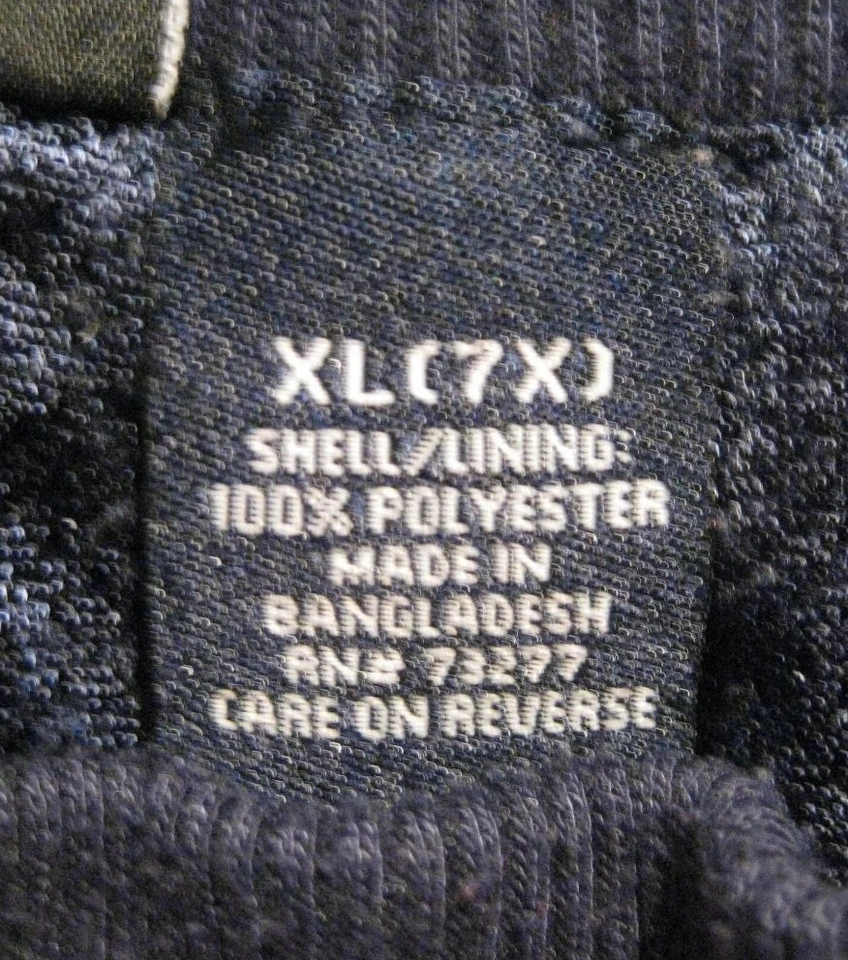 XL(7X)
SHELL/LINING:
100% POLYESTER
MADE IN
BANGLADESH
RN# 73277
CARE ON REVERSE